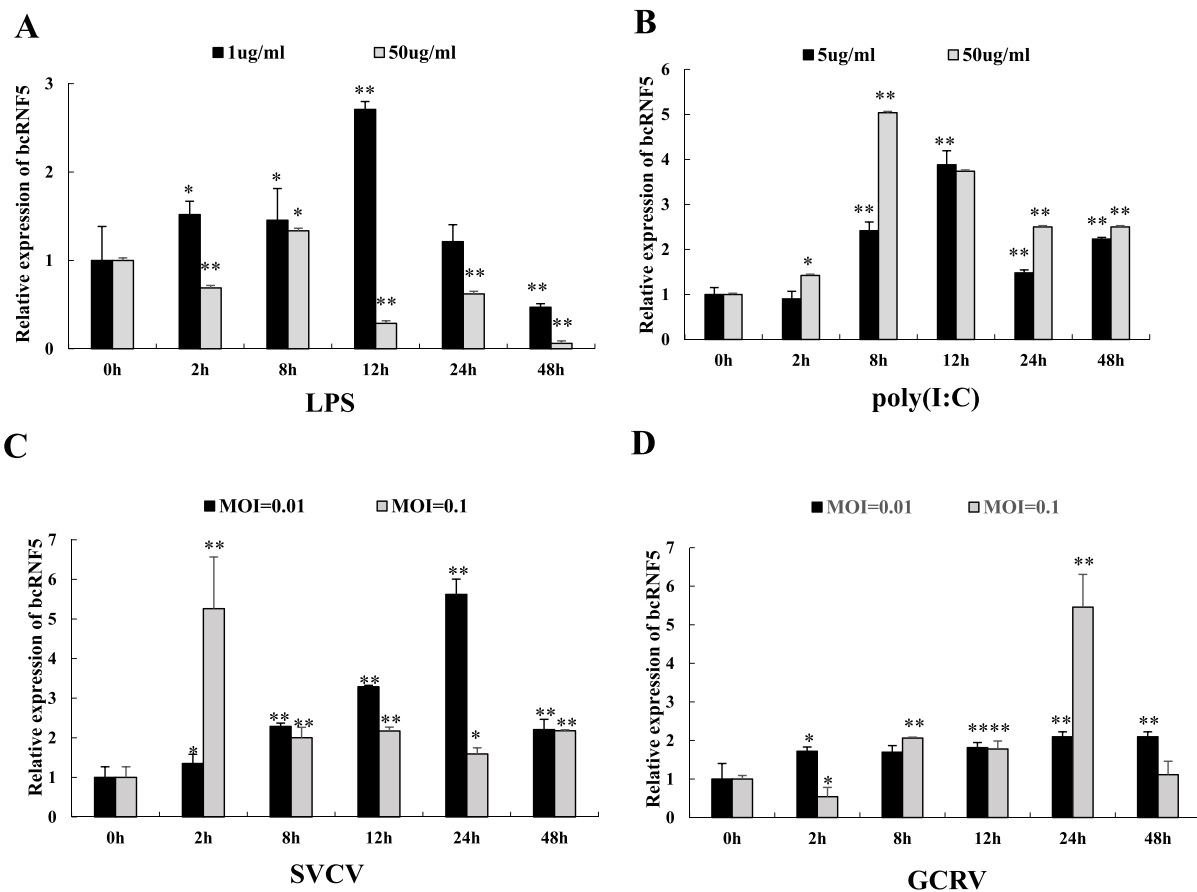 A
1ug/ml 50ug/ml
Relative expression of bcRNF5
3
2
1
0
** 
* * *
** ** ** ** **
0h 2h 8h 12h 24h 48h
LPS
B
5ug/ml 50ug/ml
Relative expression of bcRNF5
6
5
4
3
2
1
0
* ** ** ** ** ** ** **
0h 2h 8h 12h 24h 48h
poly(I:C)
C
MOI=0.01 MOI=0.1
Relative expression of bcRNF5
7
6
5
4
3
2
1
0
* ** ** ** ** ** ** * ** **
0h 2h 8h 12h 24h 48h
SVCV
D
MOI=0.01 MOI=0.1
Relative expression of bcRNF5
7
6
5
4
3
2
1
0
* * ** **** ** ** **
0h 2h 8h 12h 24h 48h
GCRV